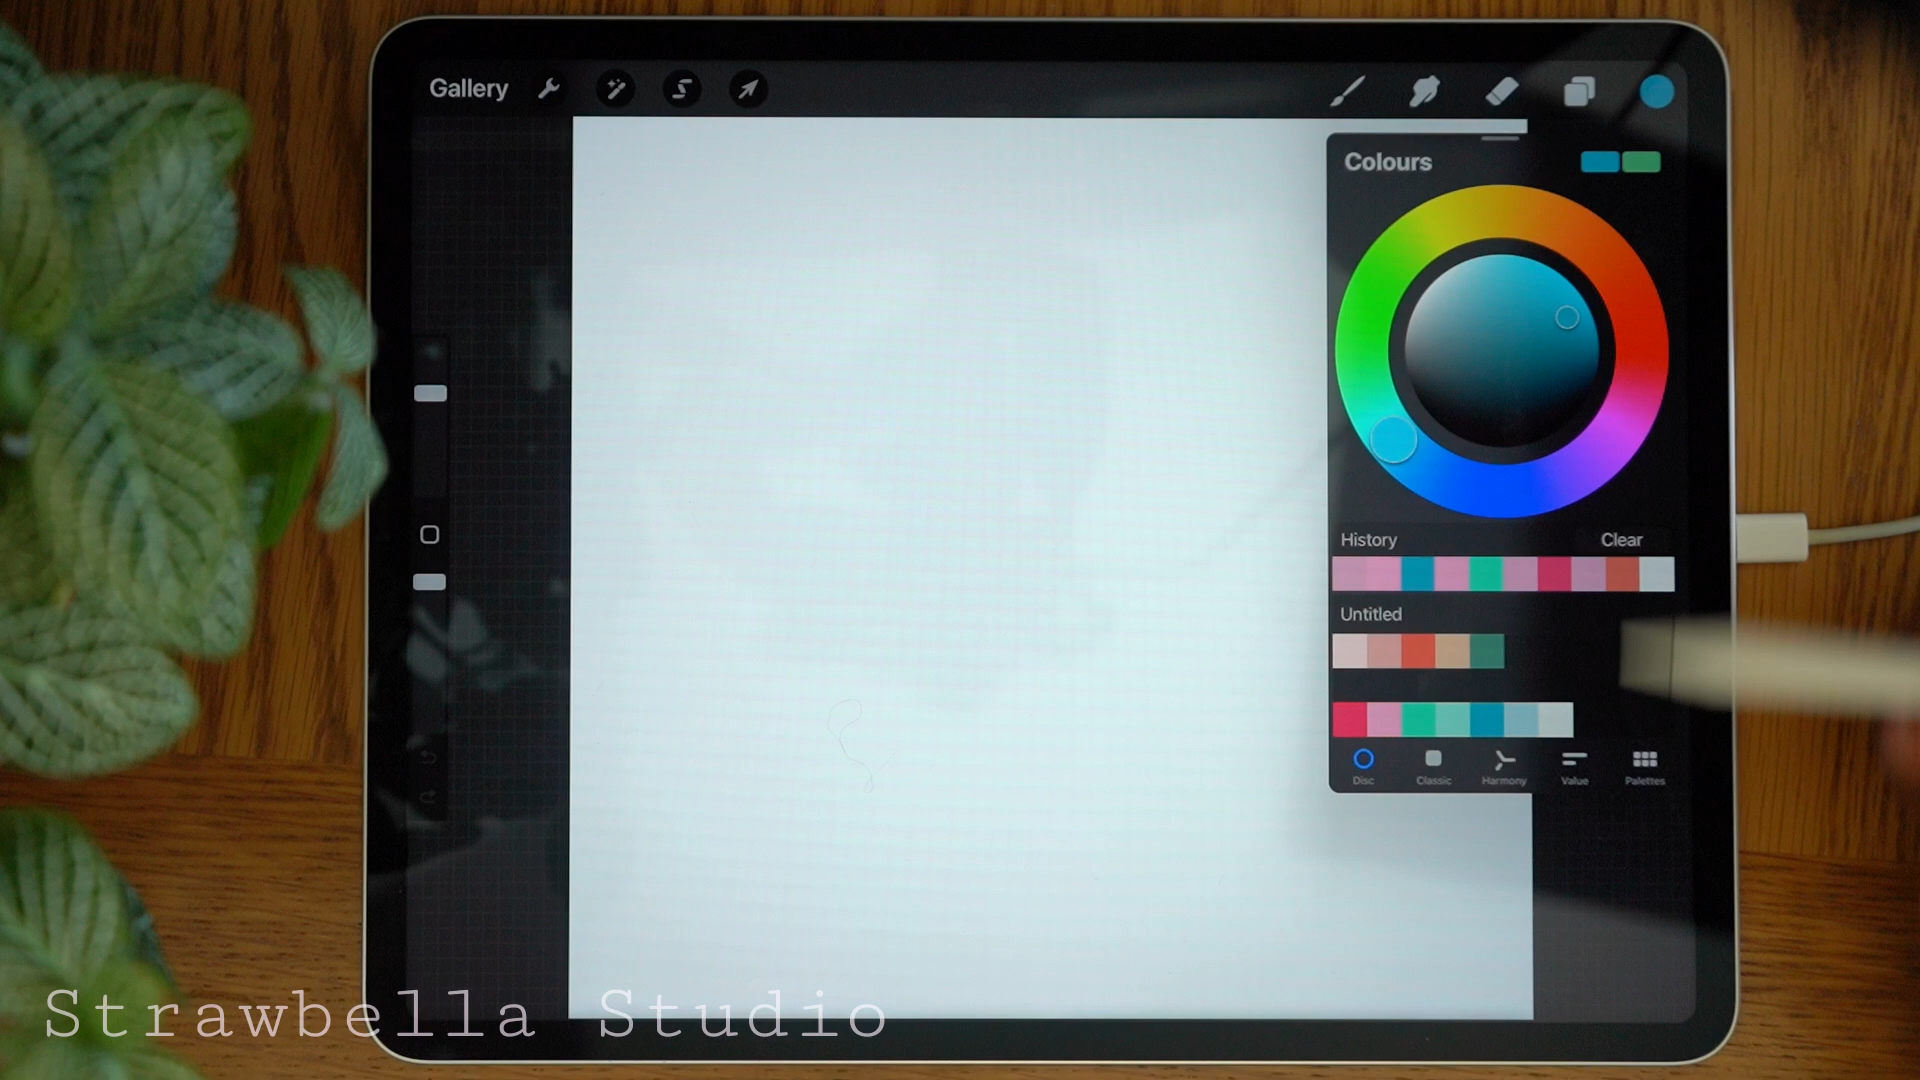 Gallery
Colours
History Clear
Untitled
Disc Classic Harmony Value Palettes
Strawbella Studio